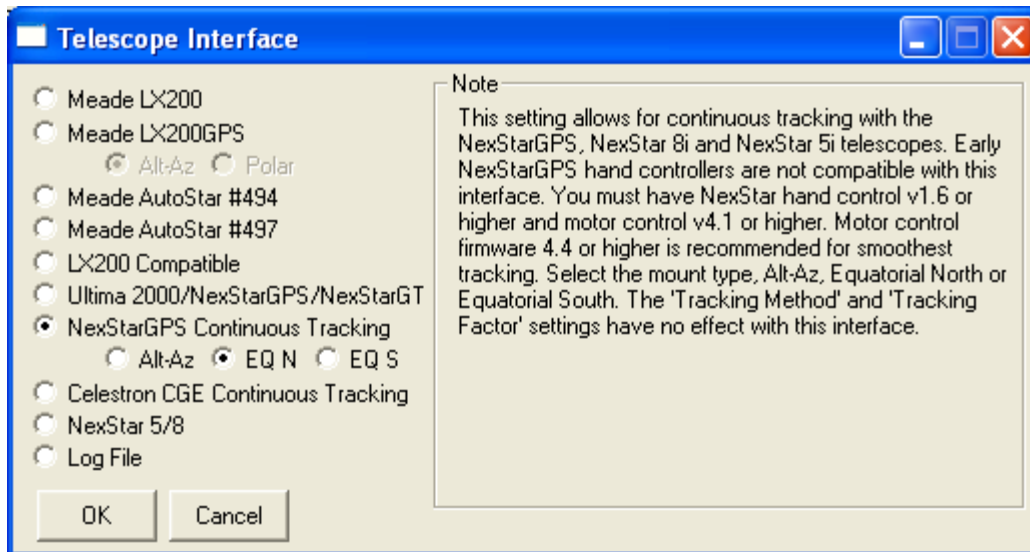 Telescope Interface
Meade LX200
Meade LX200GPS
Alt-Az Polar
Meade AutoStar #494
Meade AutoStar #497
LX200 Compatible
Ultima 2000/NexStarGPS/NexStarGT
NexStarGPS Continuous Tracking
Alt-Az EQ N EQ S
Celestron CGE Continuous Tracking
NexStar 5/8
Log File
OK Cancel
Note
This setting allows for continuous tracking with the
NexStarGPS, NexStar 8i and NexStar 5i telescopes. Early
NexStarGPS hand controllers are not compatible with this
interface. You must have NexStar hand control v1.6 or
higher and motor control v4.1 or higher. Motor control
firmware 4.4 or higher is recommended for smoothest
tracking. Select the mount type, Alt-Az, Equatorial North or
Equatorial South. The 'Tracking Method' and 'Tracking
Factor' settings have no effect with this interface.